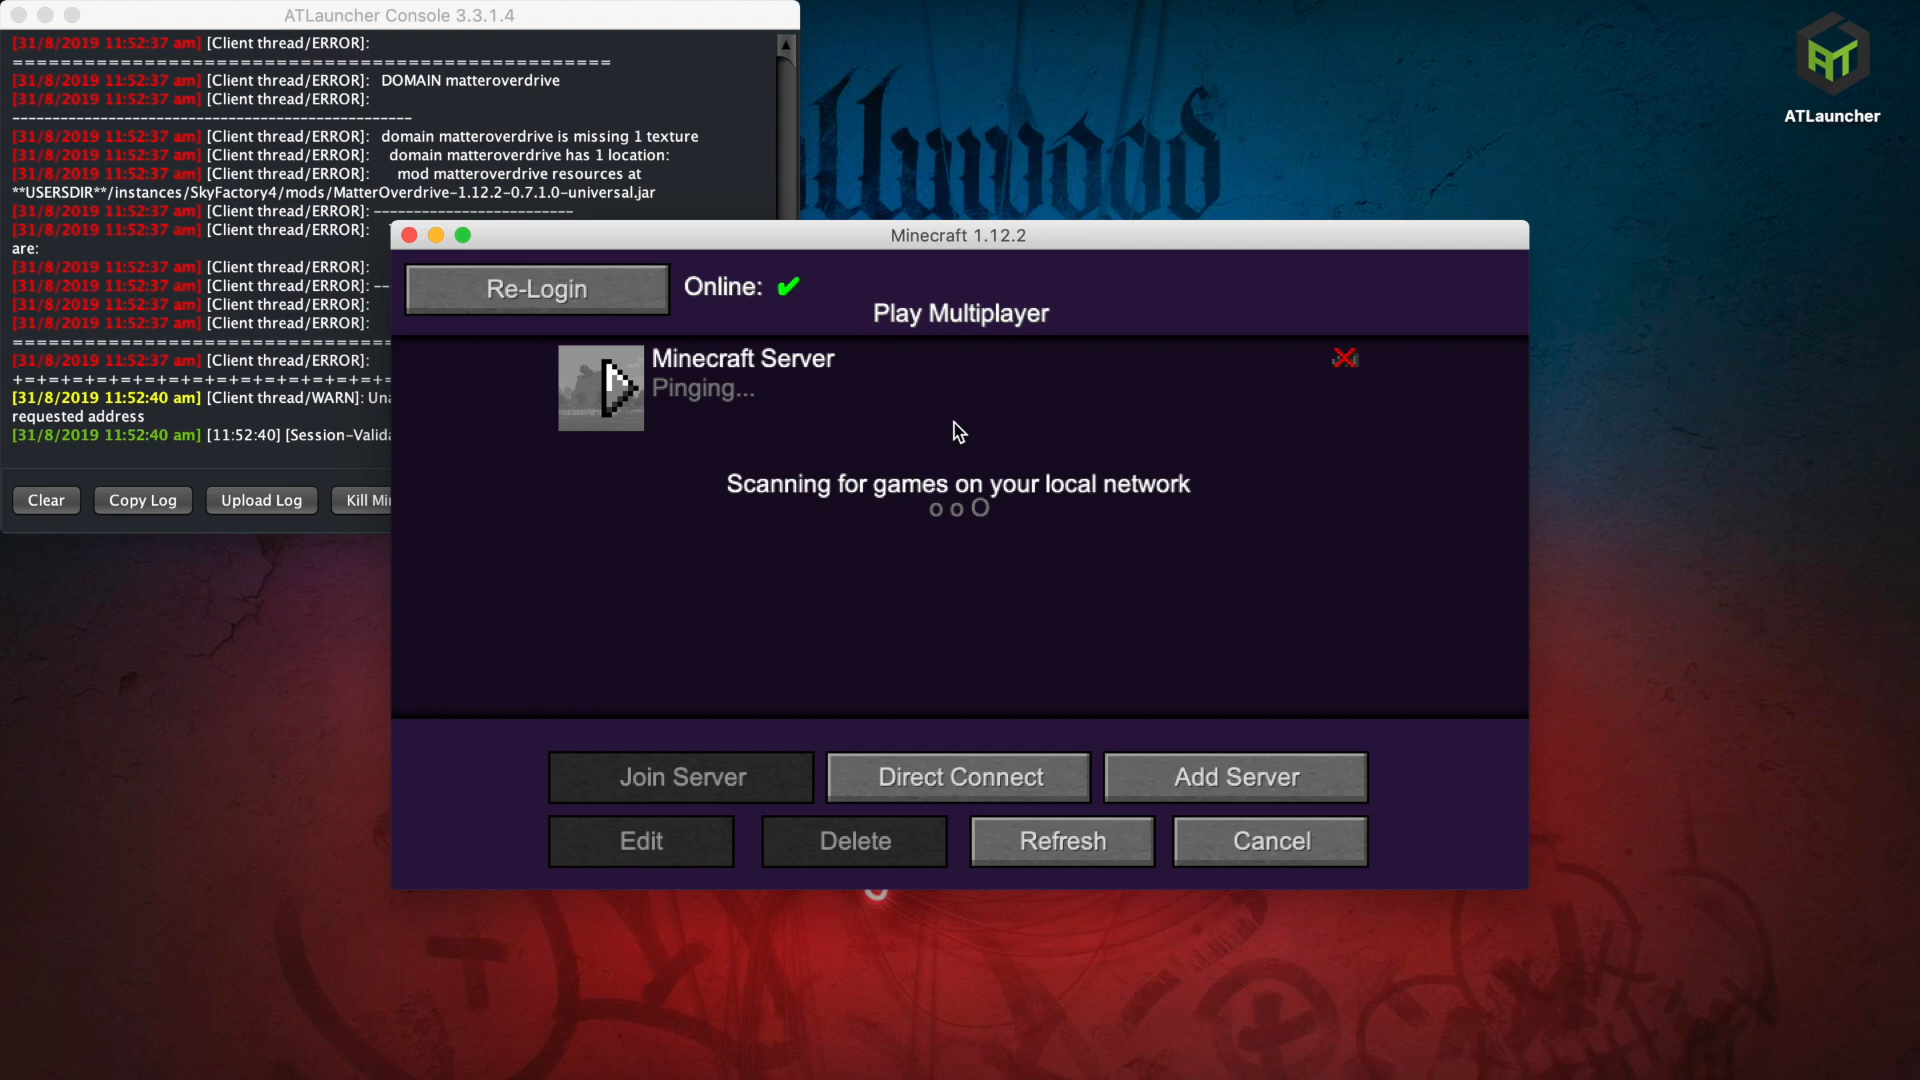 ATLauncher Console 3.3.1.4
[31/8/2019 11:52:37 am] [Client thread/ERROR]:
==================================================
[31/8/2019 11:52:37 am] [Client thread/ERROR]: DOMAIN matteroverdrive
[31/8/2019 11:52:37 am] [Client thread/ERROR]:
--------------------------------------------------
[31/8/2019 11:52:37 am] [Client thread/ERROR]: domain matteroverdrive is missing 1 texture
[31/8/2019 11:52:37 am] [Client thread/ERROR]: domain matteroverdrive has 1 location:
[31/8/2019 11:52:37 am] [Client thread/ERROR]: mod matteroverdrive resources at
**USERSDIR**/instances/SkyFactory4/mods/MatterOverdrive-1.12.2-0.7.1.0-universal.jar
[31/8/2019 11:52:37 am] [Client thread/ERROR]: -------------------------
[31/8/2019 11:52:37 am] [Client thread/ERROR]:
are:
[31/8/2019 11:52:37 am] [Client thread/ERROR]:
[31/8/2019 11:52:37 am] [Client thread/ERROR]: --
[31/8/2019 11:52:37 am] [Client thread/ERROR]:
[31/8/2019 11:52:37 am] [Client thread/ERROR]:
================================
[31/8/2019 11:52:37 am] [Client thread/ERROR]:
+=+=+=+=+=+=+=+=+=+=+=+=+=+=+=+=
[31/8/2019 11:52:40 am] [Client thread/WARN]: Una
requested address
[31/8/2019 11:52:40 am] [11:52:40] [Session-Valida
Clear
Copy Log
Upload Log
Kill Mi
ATLauncher
Minecraft 1.12.2
Re-Login
Online: ✔
Play Multiplayer
Minecraft Server
Pinging...
Scanning for games on your local network
o o O
Join Server
Direct Connect
Add Server
Edit
Delete
Refresh
Cancel